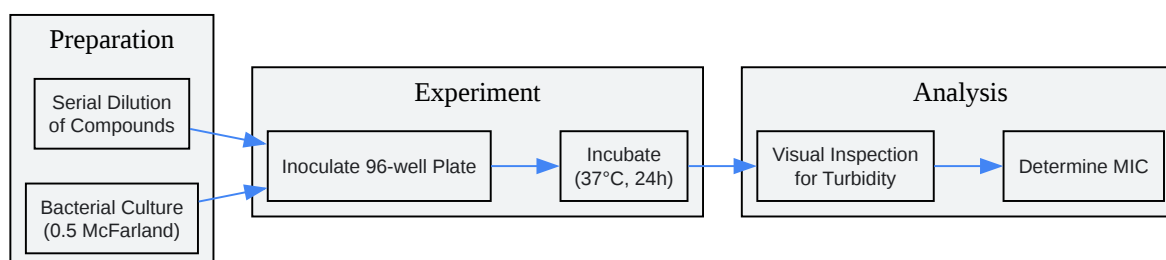 Preparation
Serial Dilution
of Compounds
Bacterial Culture
(0.5 McFarland)
Experiment
Inoculate 96-well Plate
Incubate
(37°C, 24h)
Analysis
Visual Inspection
for Turbidity
Determine MIC